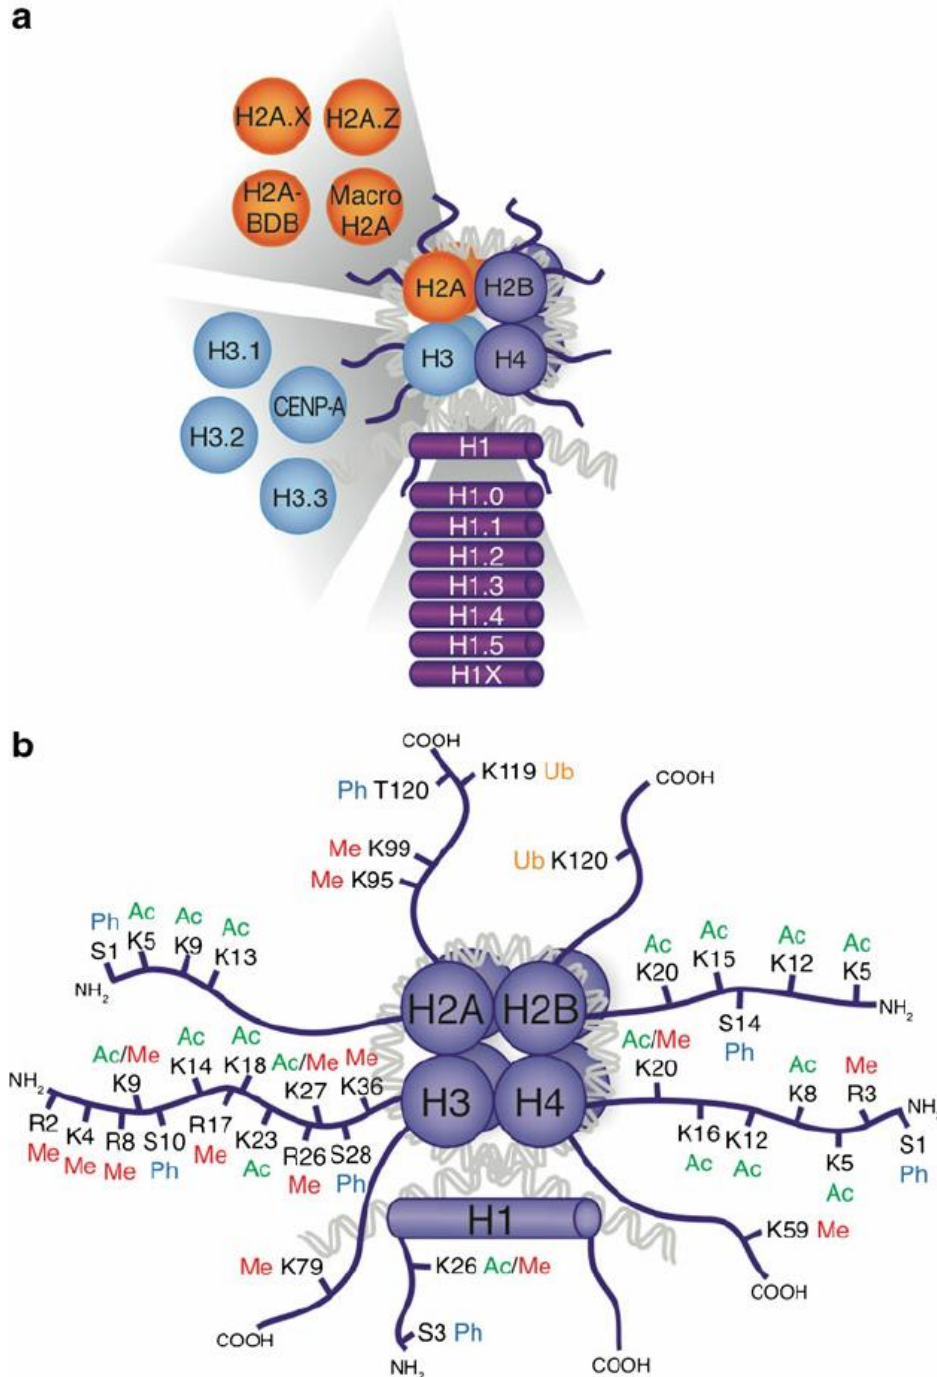 a
H2A.X H2A.Z
H2A-
BDB
Macro
H2A
H2A H2B
H3.1
H3 H4
CENP-A
H3.2
H3.3
H1
H1.0
H1.1
H1.2
H1.3
H1.4
H1.5
H1X
b
COOH
K119 Ub
Ph T120
COOH
Me K99
Ub K120
Me K95
Ph Ac Ac Ac
S1 K5 K9 K13
NH2
Ac Ac Ac Ac
K20 K15 K12 K5
NH2
S14
Ph
H2A H2B
Ac/Me Ac Ac Ac/Me Me
K9 K14 K18 K27 K36
NH2
R2 K4 R8 S10 R17 K23 R26 S28
Me Me Me Ph Me Ac Me Ph
H3 H4
Ac/Me Ac Me
K20 K8 R3
NH2
K16 K12 K5 S1
Ac Ac Ac Ph
H1
K59 Me
COOH
Me K79
COOH
K26 Ac/Me
S3 Ph
NH2
COOH